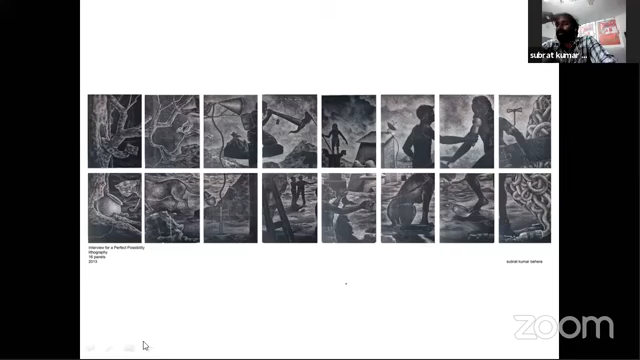 subrat kumar ...
Interview for a Perfect Possibility
lithography
16 panels
2013
subrat kumar behera
zoom